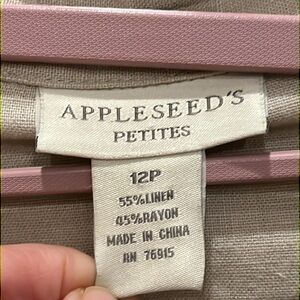 APPLESEED'S
PETITES
12P
55%LINEN
45%RAYON
MADE IN CHINA
RN 76915